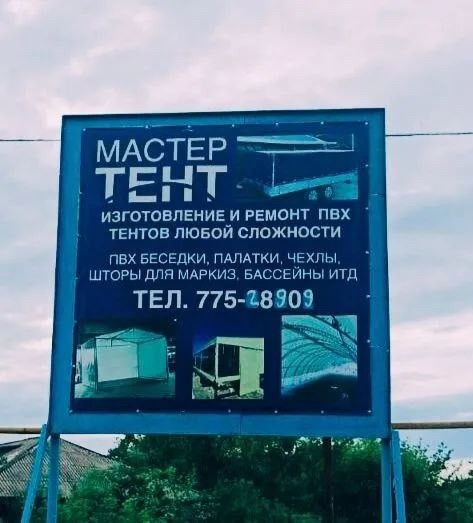 МАСТЕР
ТЕНТ
ИЗГОТОВЛЕНИЕ И РЕМОНТ ПВХ
ТЕНТОВ ЛЮБОЙ СЛОЖНОСТИ
ПВХ БЕСЕДКИ, ПАЛАТКИ, ЧЕХЛЫ,
ШТОРЫ ДЛЯ МАРКИЗ, БАССЕЙНЫ ИТД
ТЕЛ. 775-28909